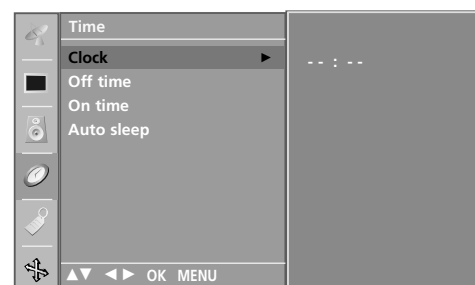 Time
Clock ►
- - : - -
Off time
On time
Auto sleep
▲▼ ◄► OK MENU